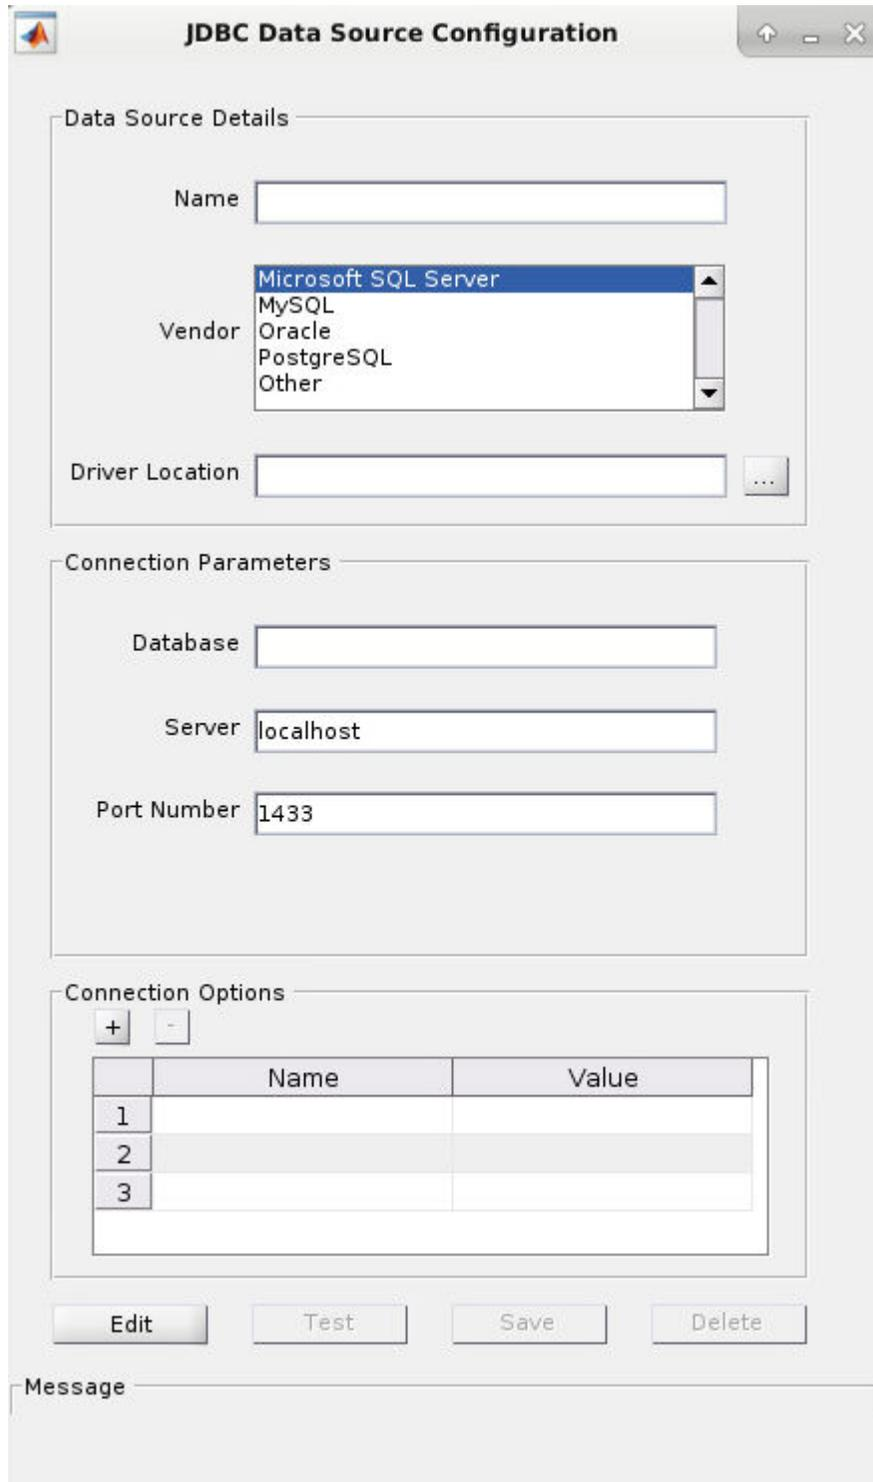 JDBC Data Source Configuration
Data Source Details
Name
Vendor
Microsoft SQL Server
MySQL
Oracle
PostgreSQL
Other
Driver Location
...
Connection Parameters
Database
Server localhost
Port Number 1433
Connection Options
+ -
Name Value
1
2
3
Edit Test Save Delete
Message